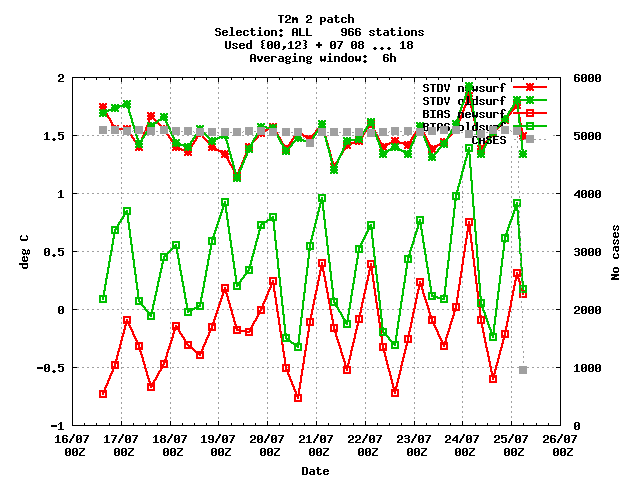 T2m 2 patch
Selection: ALL    966 stations
Used {00,12} + 07 08 ... 18
Averaging window:  6h
STDV newsurf
STDV oldsurf
BIAS newsurf
BIAS oldsurf
CASES
2
1.5
1
0.5
0
-0.5
-1
deg C
6000
5000
4000
3000
2000
1000
0
No cases
16/07 17/07 18/07 19/07 20/07 21/07 22/07 23/07 24/07 25/07 26/07
00Z 00Z 00Z 00Z 00Z 00Z 00Z 00Z 00Z 00Z 00Z
Date